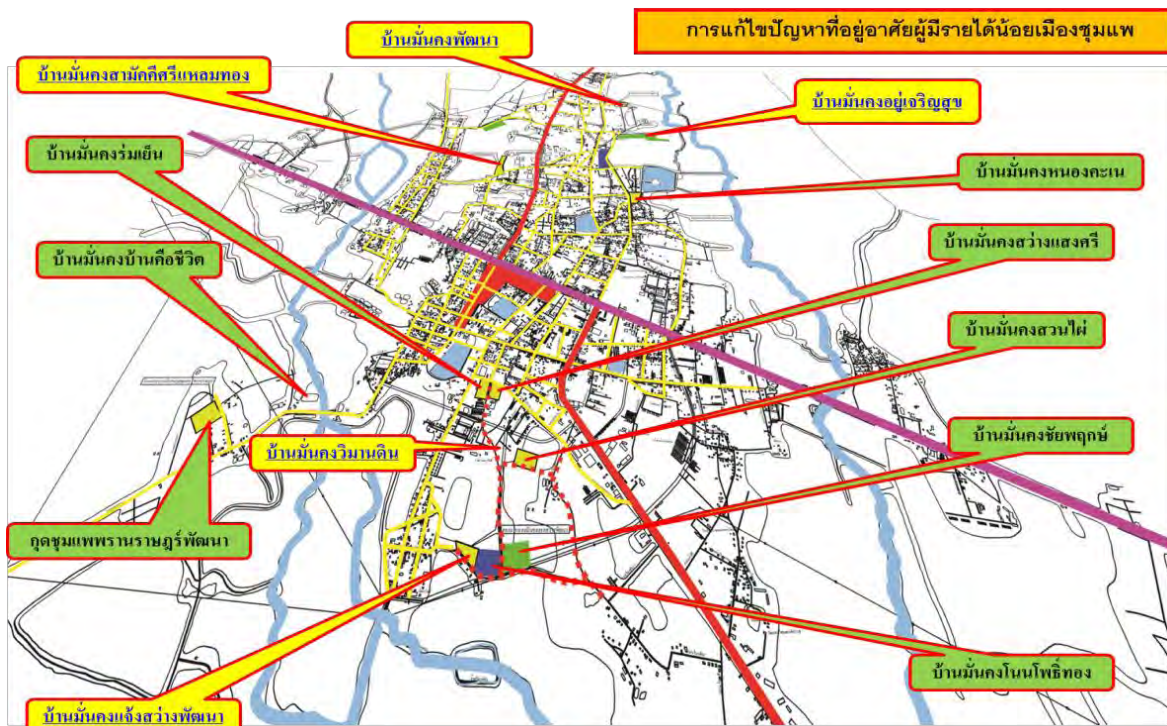 การแก้ไขปัญหาที่อยู่อาศัยผู้มีรายได้น้อยเมืองชุมแพ
บ้านมั่นคงพัฒนา
บ้านมั่นคงสามัคคีศรีแหลมทอง
บ้านมั่นคงอยู่เจริญสุข
บ้านมั่นคงร่มเย็น
บ้านมั่นคงหนองคะเน
บ้านมั่นคงสว่างแสงศรี
บ้านมั่นคงบ้านคือชีวิต
บ้านมั่นคงสวนไผ่
บ้านมั่นคงชัยพฤกษ์
บ้านมั่นคงวิมานดิน
กุดชุมแพพรานราษฎร์พัฒนา
บ้านมั่นคงโนนโพธิ์ทอง
บ้านมั่นคงแจ้งสว่างพัฒนา